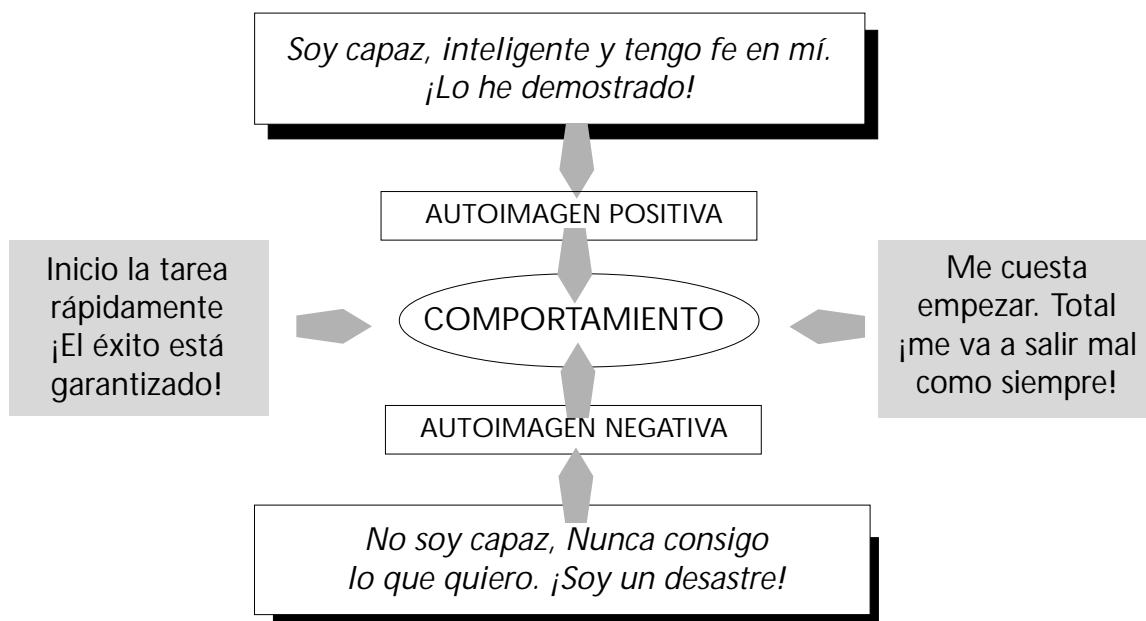 Soy capaz, inteligente y tengo fe en mí.
¡Lo he demostrado!
AUTOIMAGEN POSITIVA
Inicio la tarea
rápidamente
¡El éxito está
garantizado!
COMPORTAMIENTO
Me cuesta
empezar. Total
¡me va a salir mal
como siempre!
AUTOIMAGEN NEGATIVA
No soy capaz, Nunca consigo
lo que quiero. ¡Soy un desastre!